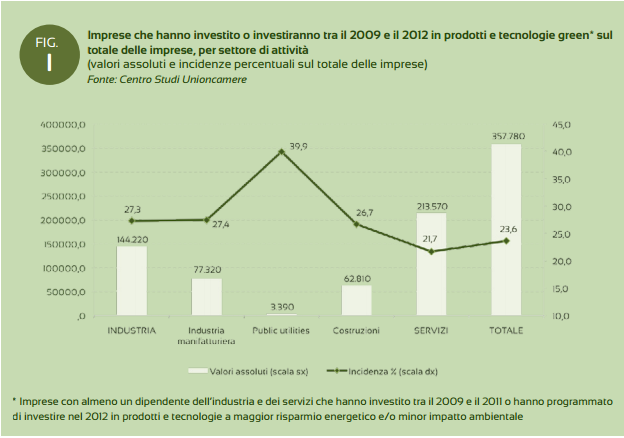 FIG.
I
Imprese che hanno investito o investiranno tra il 2009 e il 2012 in prodotti e tecnologie green* sul
totale delle imprese, per settore di attività
(valori assoluti e incidenze percentuali sul totale delle imprese)
Fonte: Centro Studi Unioncamere
400000,0
350000,0
300000,0
250000,0
200000,0
150000,0
100000,0
50000,0
,0
45,0
40,0
35,0
30,0
25,0
20,0
15,0
10,0
27,3
27,4
39,9
26,7
21,7
23,6
144.220
77.320
3.390
62.810
213.570
357.780
INDUSTRIA
Industria
manifatturiera
Public utilities
Costruzioni
SERVIZI
TOTALE
Valori assoluti (scala sx)
Incidenza % (scala dx)
* Imprese con almeno un dipendente dell'industria e dei servizi che hanno investito tra il 2009 e il 2011 o hanno programmato
di investire nel 2012 in prodotti e tecnologie a maggior risparmio energetico e/o minor impatto ambientale